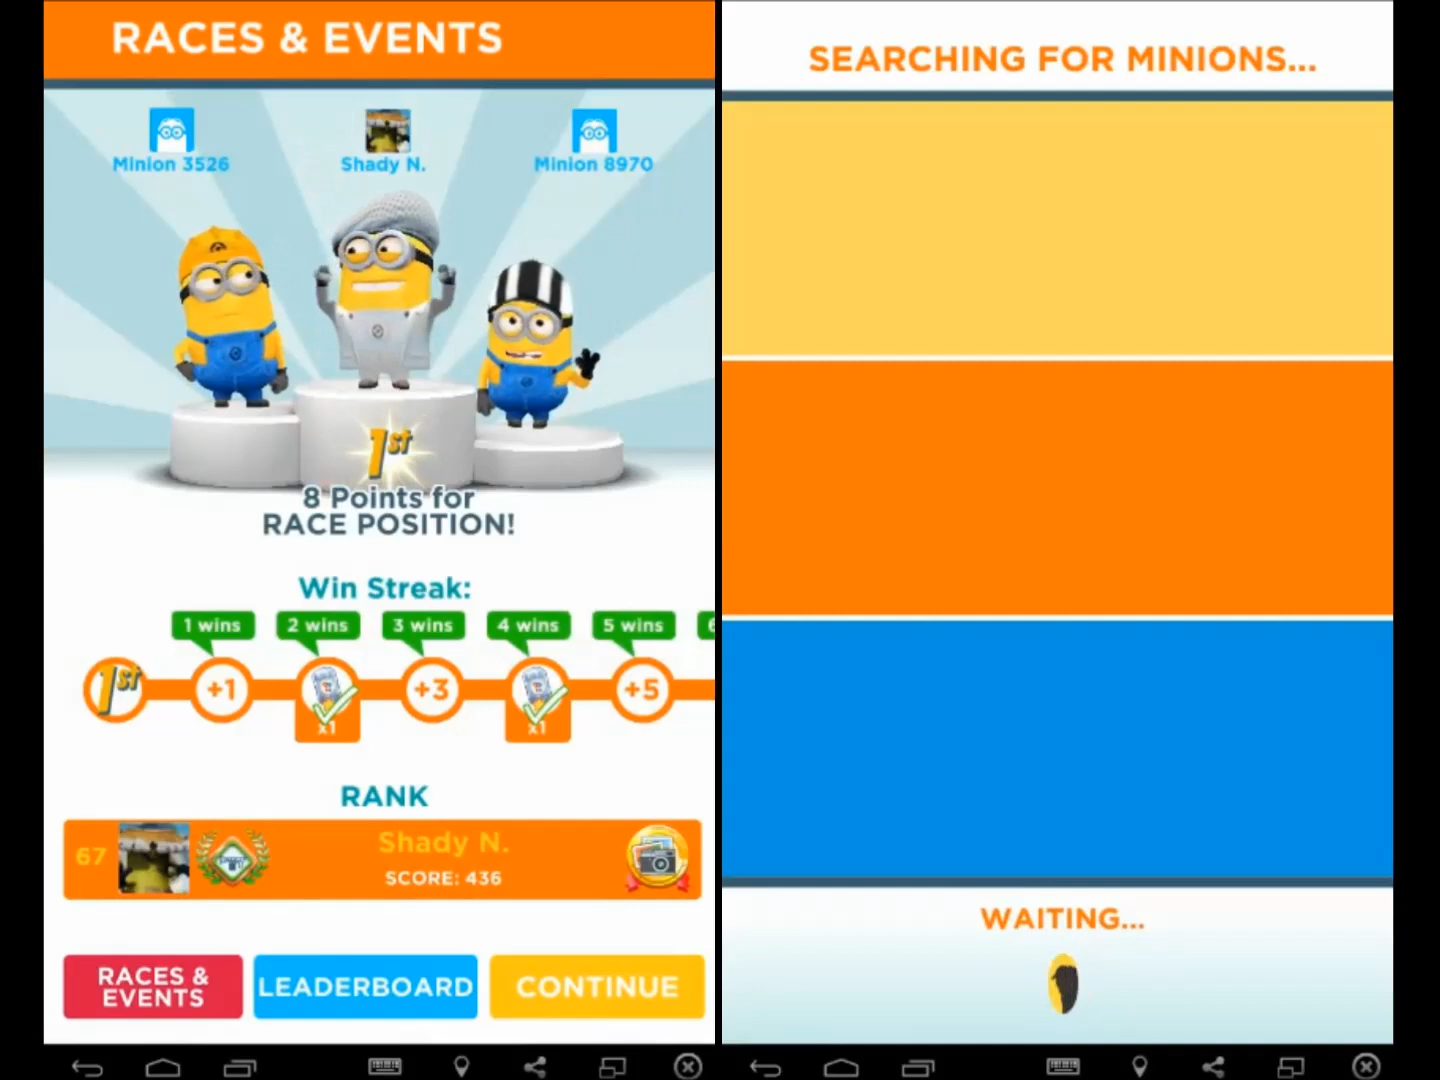 RACES & EVENTS
Minion 3526
Shady N.
Minion 8970
1st
8 Points for
RACE POSITION!
Win Streak:
1 wins
2 wins
3 wins
4 wins
5 wins
1st
+1
x1
+3
x1
+5
RANK
67
Shady N.
SCORE: 436
RACES &
EVENTS
LEADERBOARD
CONTINUE
SEARCHING FOR MINIONS...
WAITING...